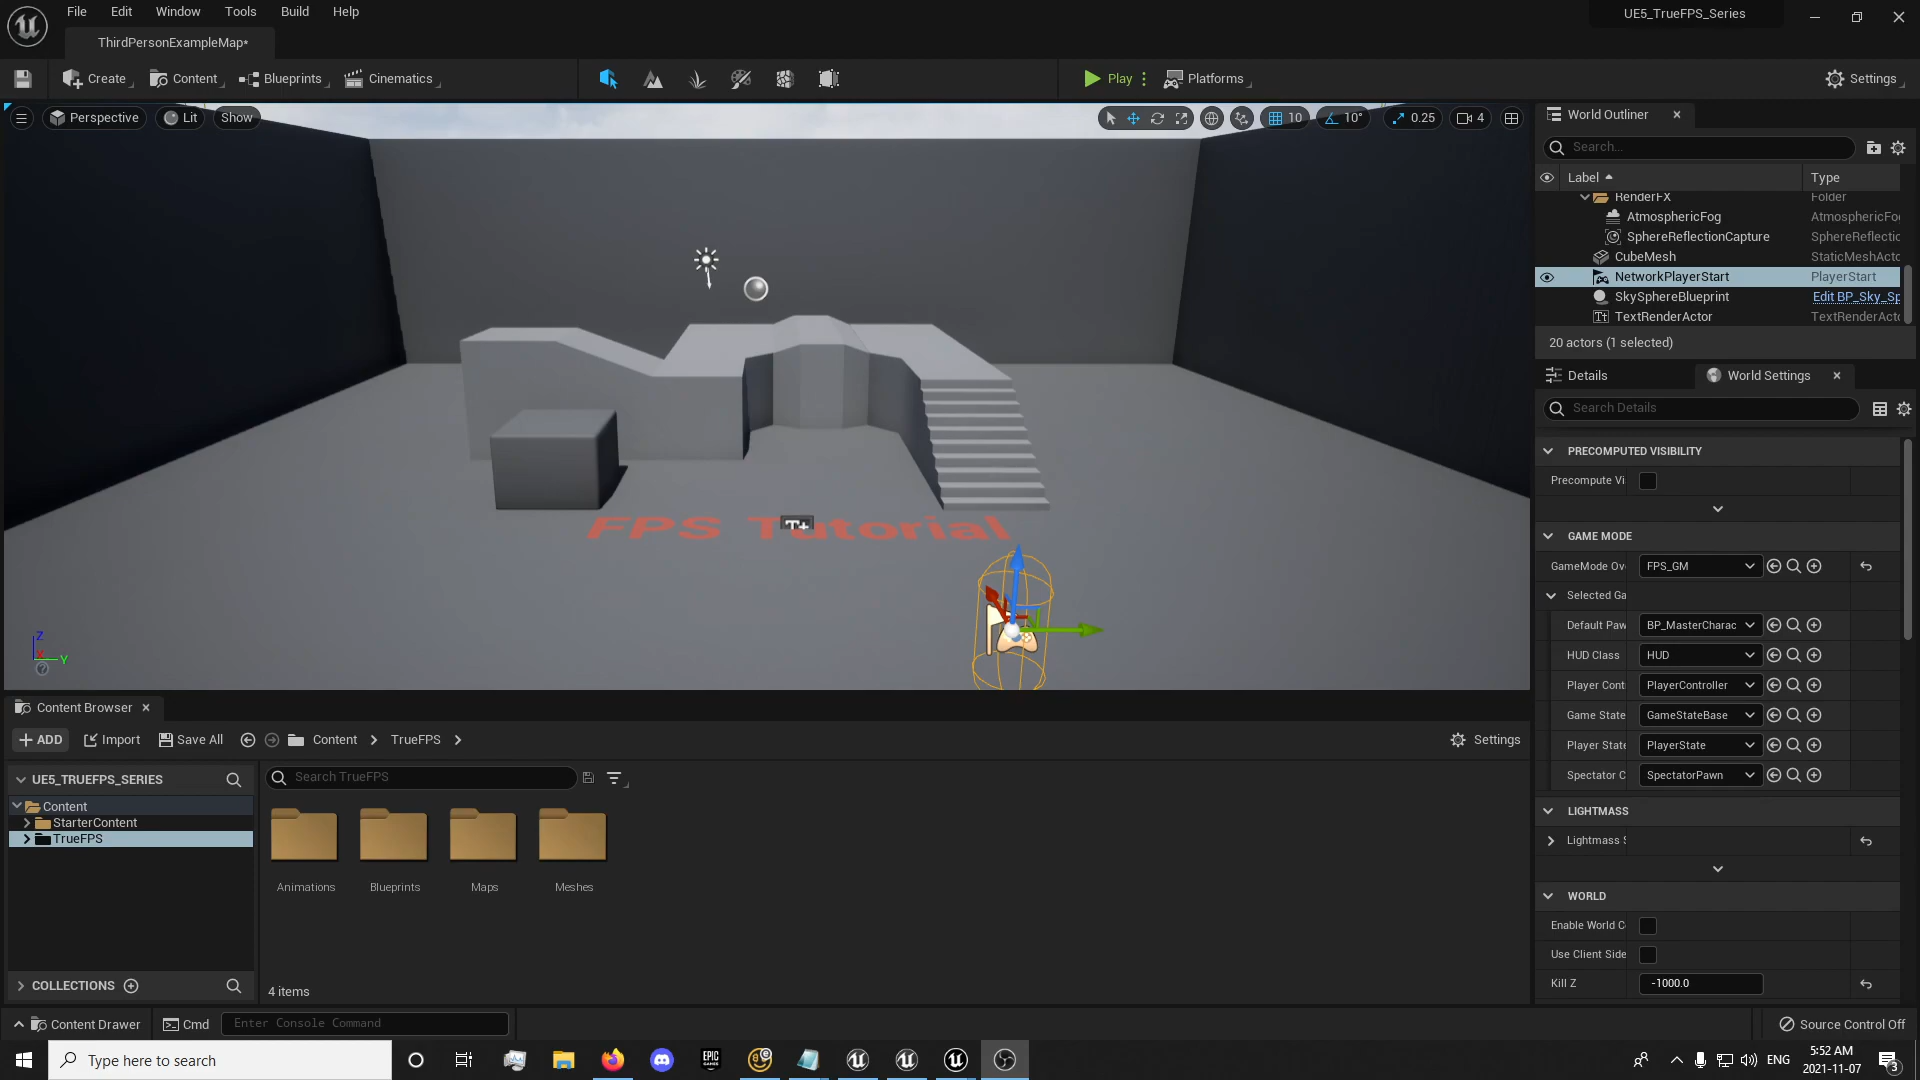 File Edit Window Tools Build Help
UE5_TrueFPS_Series
ThirdPersonExampleMap*
Create Content Blueprints Cinematics Play Platforms Settings
Perspective Lit Show 10 10° 0.25 4
World Outliner
Search...
Label Type
RenderFX Folder
AtmosphericFog AtmosphericFo
SphereReflectionCapture SphereReflectic
CubeMesh StaticMeshActo
NetworkPlayerStart PlayerStart
SkySphereBlueprint Edit BP_Sky_Sp
TextRenderActor TextRenderActo
20 actors (1 selected)
Details World Settings
Search Details
PRECOMPUTED VISIBILITY
Precompute Vi
GAME MODE
GameMode Ov FPS_GM
Selected Ga
Default Paw BP_MasterCharac
HUD Class HUD
Player Cont PlayerController
Game State GameStateBase
Player State PlayerState
Spectator C SpectatorPawn
LIGHTMASS
Lightmass S
WORLD
Enable World C
Use Client Side
Kill Z -1000.0
FPS Tutorial
T+
Z
X
Y
Content Browser
ADD Import Save All Content TrueFPS Settings
UE5_TRUEFPS_SERIES
Search TrueFPS
Content
StarterContent
TrueFPS
Animations Blueprints Maps Meshes
COLLECTIONS
4 items
Content Drawer Cmd Enter Console Command Source Control Off
Type here to search
EPIC GAMES
ENG
5:52 AM
2021-11-07
3